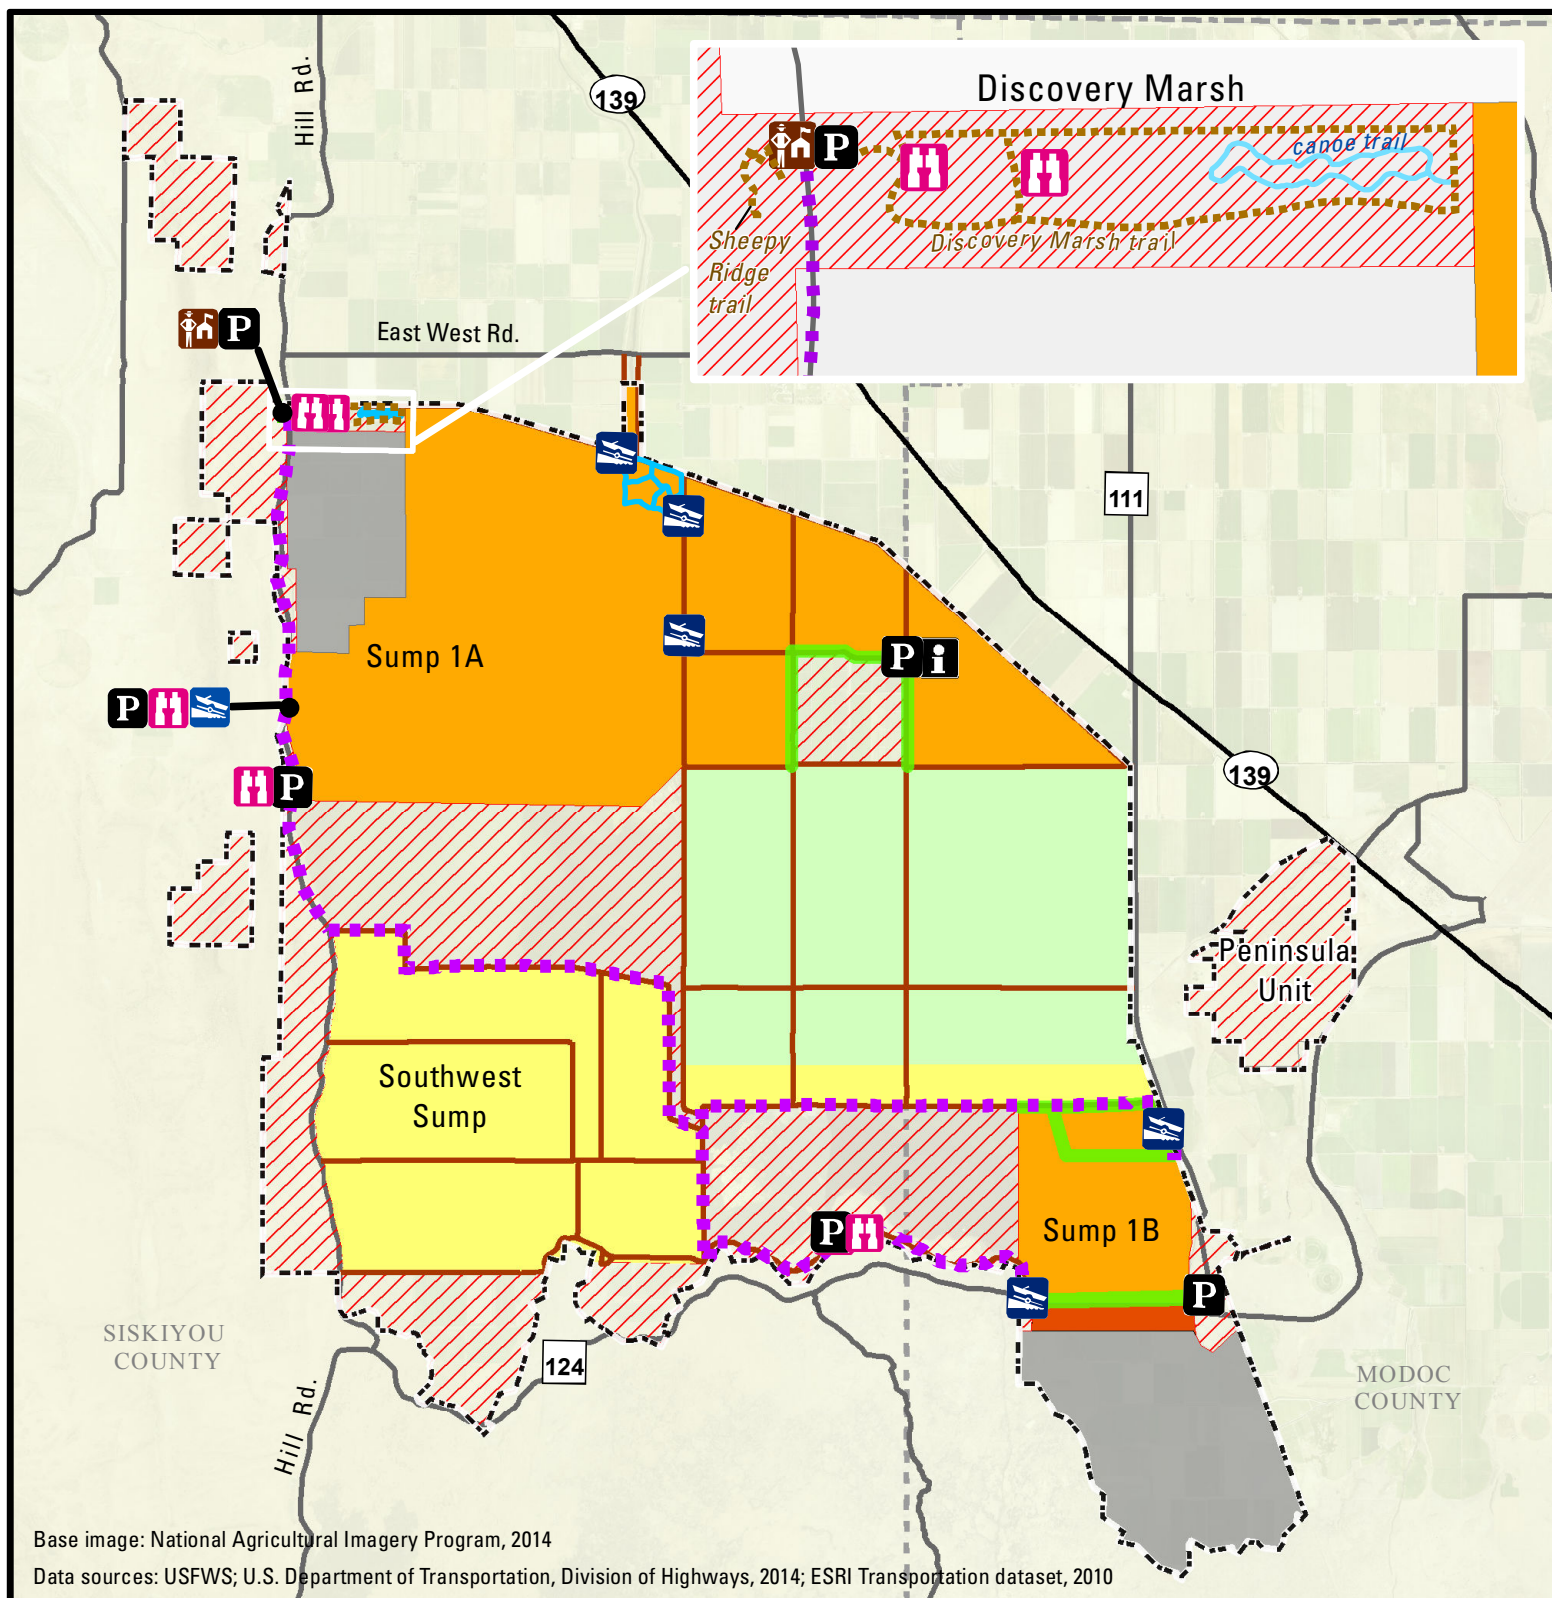 Hill Rd.
139
Discovery Marsh
P
canoe trail
Sheepy
Ridge
trail
Discovery Marsh trail
P
East West Rd.
111
Sump 1A
P
i
P
P
139
Peninsula
Unit
Southwest
Sump
P
Sump 1B
P
SISKIYOU
COUNTY
124
MODOC
COUNTY
Hill Rd.
Base image: National Agricultural Imagery Program, 2014
Data sources: USFWS; U.S. Department of Transportation, Division of Highways, 2014; ESRI Transportation dataset, 2010